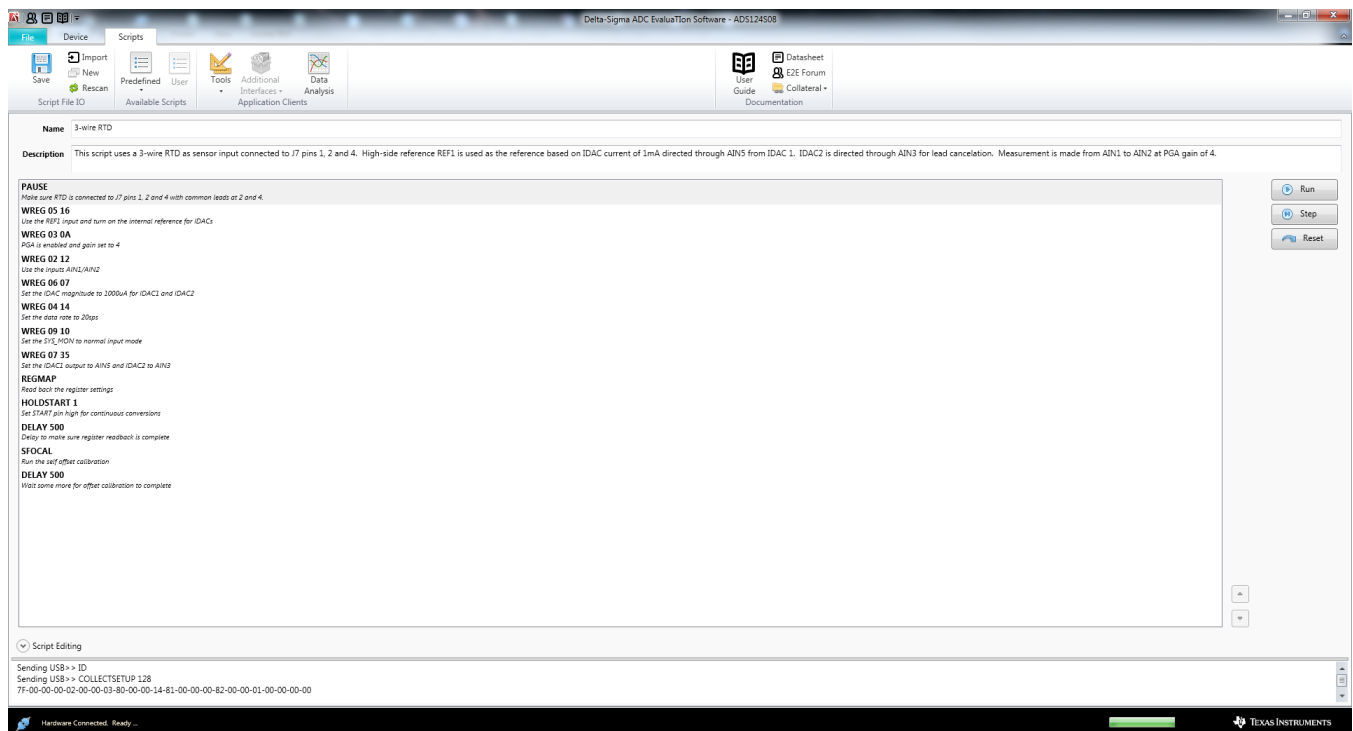 Delta-Sigma ADC EvaluaTIon Software - ADS124S08
File Device Scripts
Save
Import
New
Rescan
Script File IO
Predefined
User
Available Scripts
Tools
Additional
Interfaces
Data
Analysis
Application Clients
User
Guide
Datasheet
E2E Forum
Collateral
Documentation
Name 3-wire RTD
Description This script uses a 3-wire RTD as sensor input connected to J7 pins 1, 2 and 4. High-side reference REF1 is used as the reference based on IDAC current of 1mA directed through AIN5 from IDAC 1. IDAC2 is directed through AIN3 for lead cancelation. Measurement is made from AIN1 to AIN2 at PGA gain of 4.
PAUSE
Make sure RTD is connected to J7 pins 1, 2 and 4 with common leads at 2 and 4.
WREG 05 16
Use the REF1 input and turn on the internal reference for IDACs
WREG 03 0A
PGA is enabled and gain set to 4
WREG 02 12
Use the inputs AIN1/AIN2
WREG 06 07
Set the IDAC magnitude to 1000uA for IDAC1 and IDAC2
WREG 04 14
Set the data rate to 20sps
WREG 09 10
Set the SYS_MON to normal input mode
WREG 07 35
Set the IDAC1 output to AIN5 and IDAC2 to AIN3
REGMAP
Read back the register settings
HOLDSTART 1
Set START pin high for continuous conversions
DELAY 500
Delay to make sure register readback is complete
SFOCAL
Run the self offset calibration
DELAY 500
Wait some more for offset calibration to complete
Run
Step
Reset
Script Editing
Sending USB>> ID
Sending USB>> COLLECTSETUP 128
7F-00-00-00-02-00-00-03-80-00-00-14-81-00-00-00-82-00-00-01-00-00-00-00
Hardware Connected. Ready ...
TEXAS INSTRUMENTS